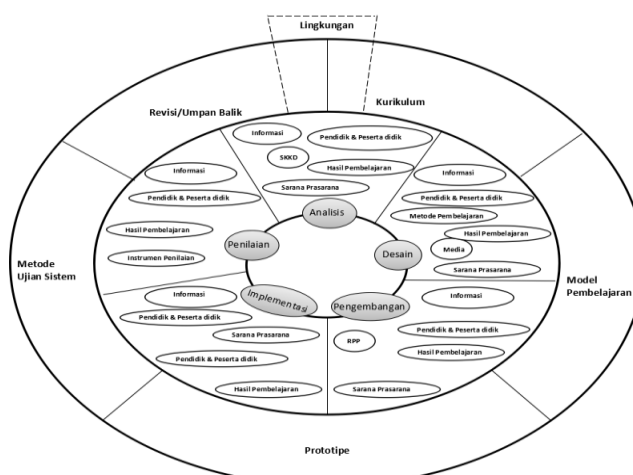 Lingkungan
Revisi/Umpan Balik
Kurikulum
Informasi
Pendidik & Peserta didik
SKKD
Hasil Pembelajaran
Sarana Prasarana
Analisis
Informasi
Pendidik & Peserta didik
Metode Pembelajaran
Hasil Pembelajaran
Media
Sarana Prasarana
Desain
Informasi
Pendidik & Peserta didik
Hasil Pembelajaran
Instrumen Penilaian
Penilaian
Metode
Ujian Sistem
Model
Pembelajaran
Implementasi
Informasi
Pendidik & Peserta didik
Sarana Prasarana
Pendidik & Peserta didik
Hasil Pembelajaran
Pengembangan
Informasi
RPP
Pendidik & Peserta didik
Hasil Pembelajaran
Sarana Prasarana
Prototipe